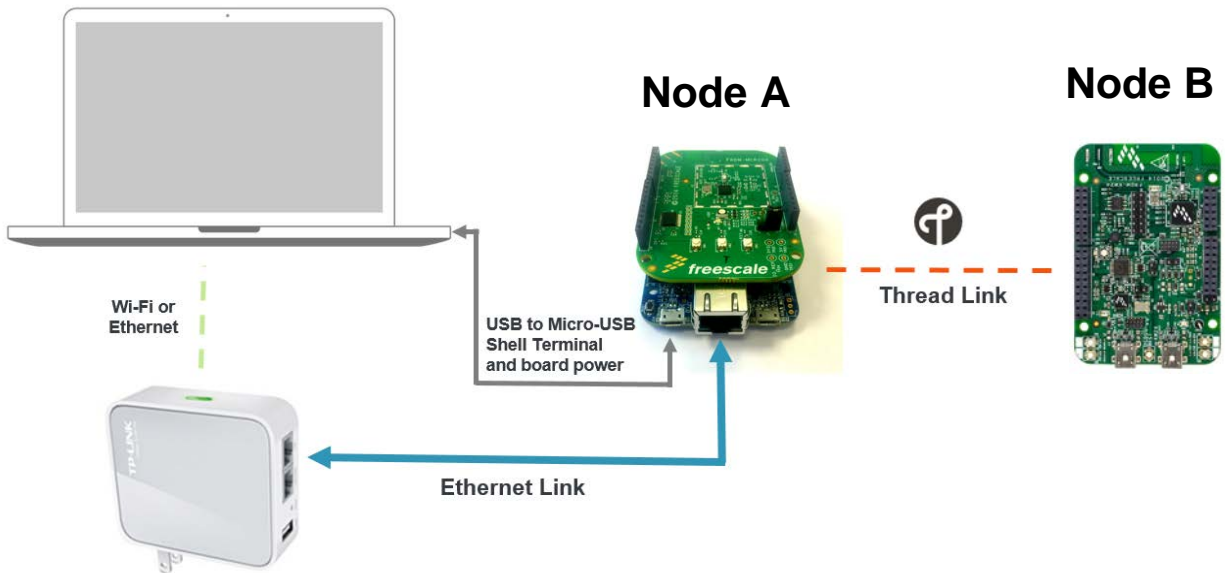 Node A
Node B
freescale
Thread Link
Wi-Fi or
Ethernet
USB to Micro-USB
Shell Terminal
and board power
TP-LINK
Ethernet Link